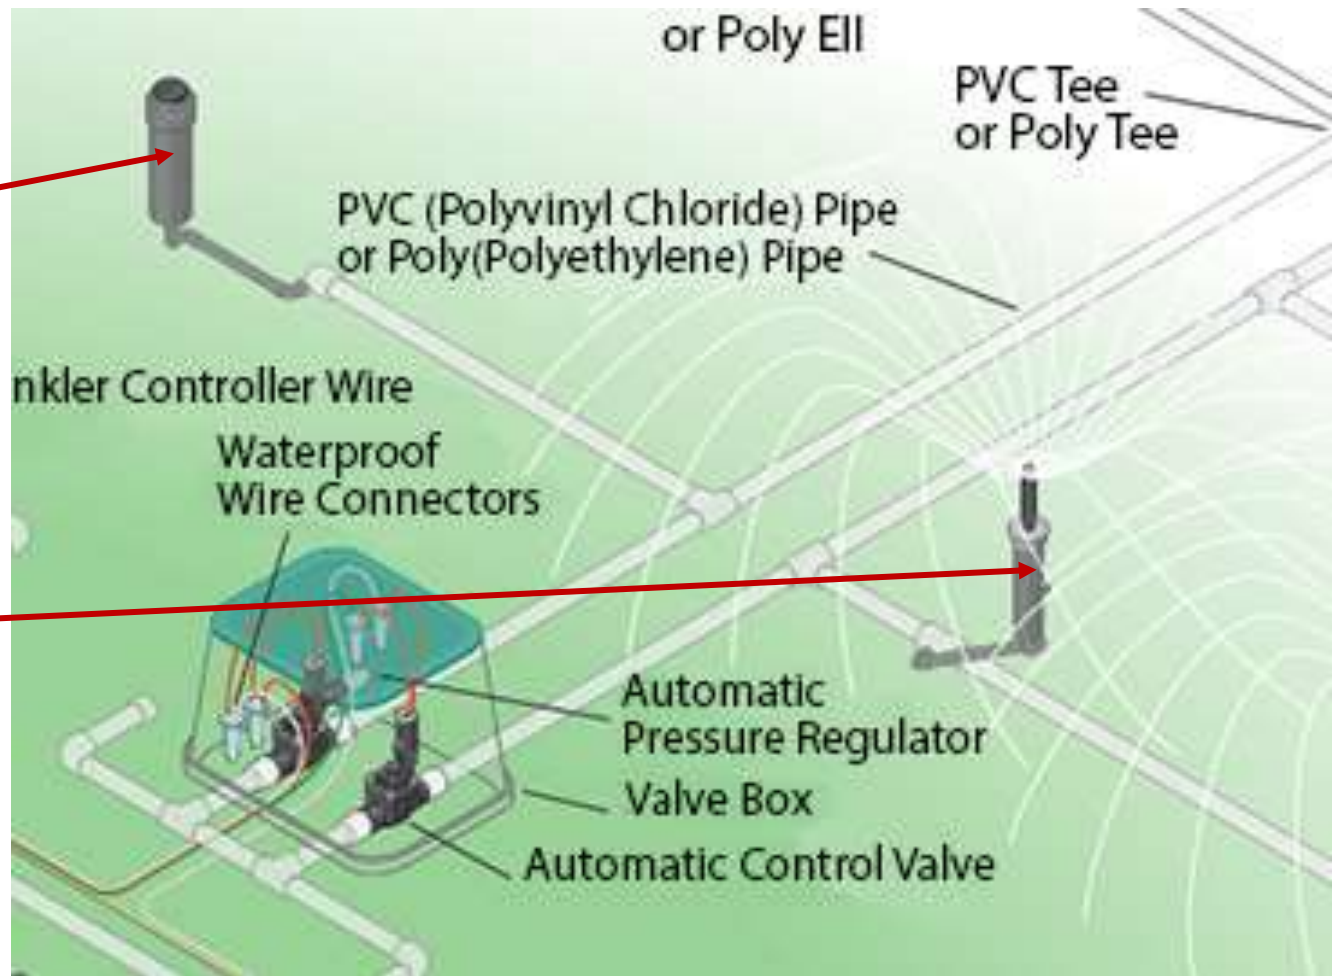 or Poly Ell
PVC Tee
or Poly Tee
PVC (Polyvinyl Chloride) Pipe
or Poly(Polyethylene) Pipe
nkler Controller Wire
Waterproof
Wire Connectors
Automatic
Pressure Regulator
Valve Box
Automatic Control Valve